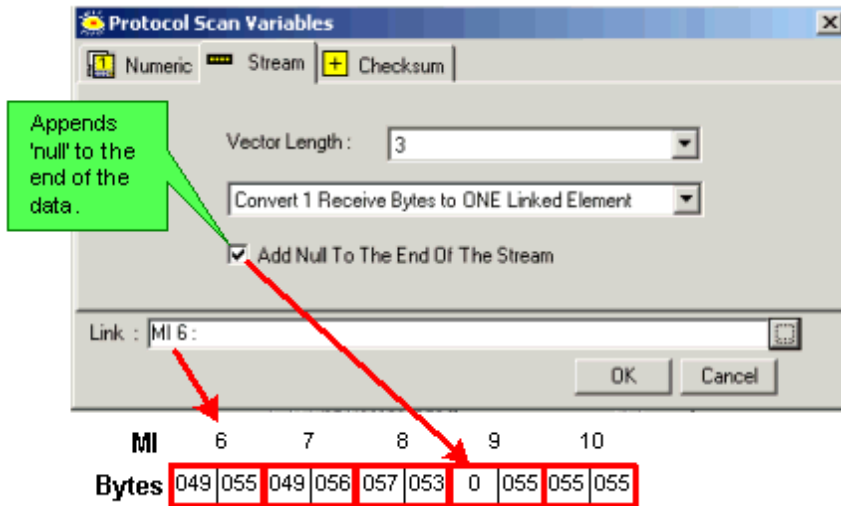 Protocol Scan Variables
1 Numeric Stream + Checksum
Appends
'null' to the
end of the
data.
Vector Length : 3
Convert 1 Receive Bytes to ONE Linked Element
Add Null To The End Of The Stream
Link : MI 6 :
OK Cancel
MI 6 7 8 9 10
Bytes 049 055 049 056 057 053 0 055 055 055